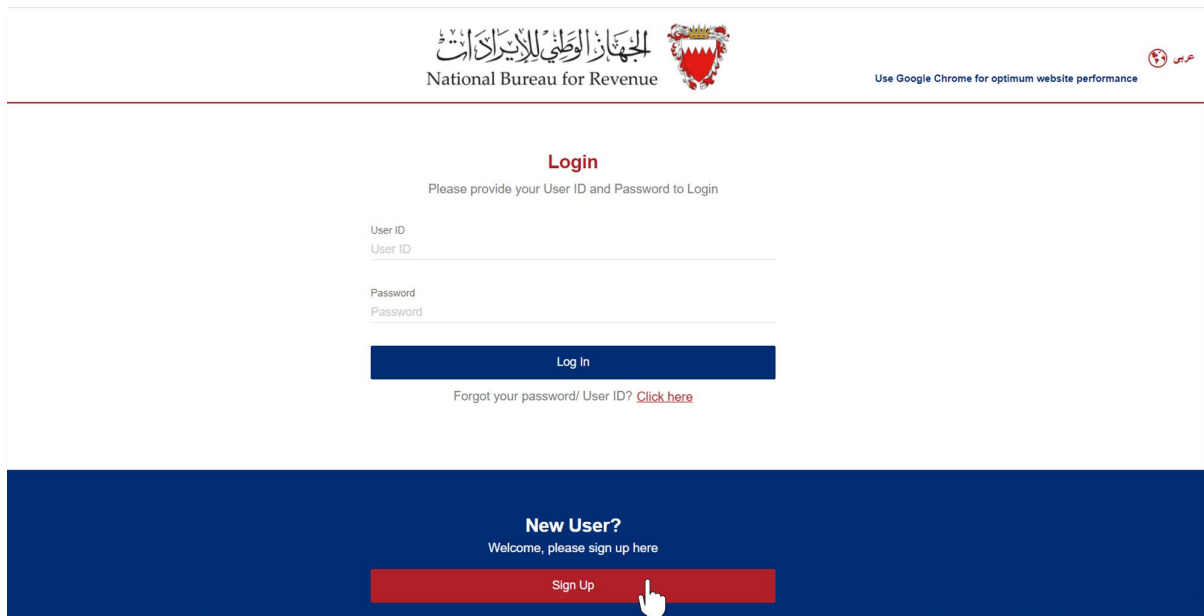 الجهاز الوطني للإيرادات
National Bureau for Revenue
عربى
Use Google Chrome for optimum website performance
Login
Please provide your User ID and Password to Login
User ID
User ID
Password
Password
Log In
Forgot your password/ User ID? Click here
New User?
Welcome, please sign up here
Sign Up